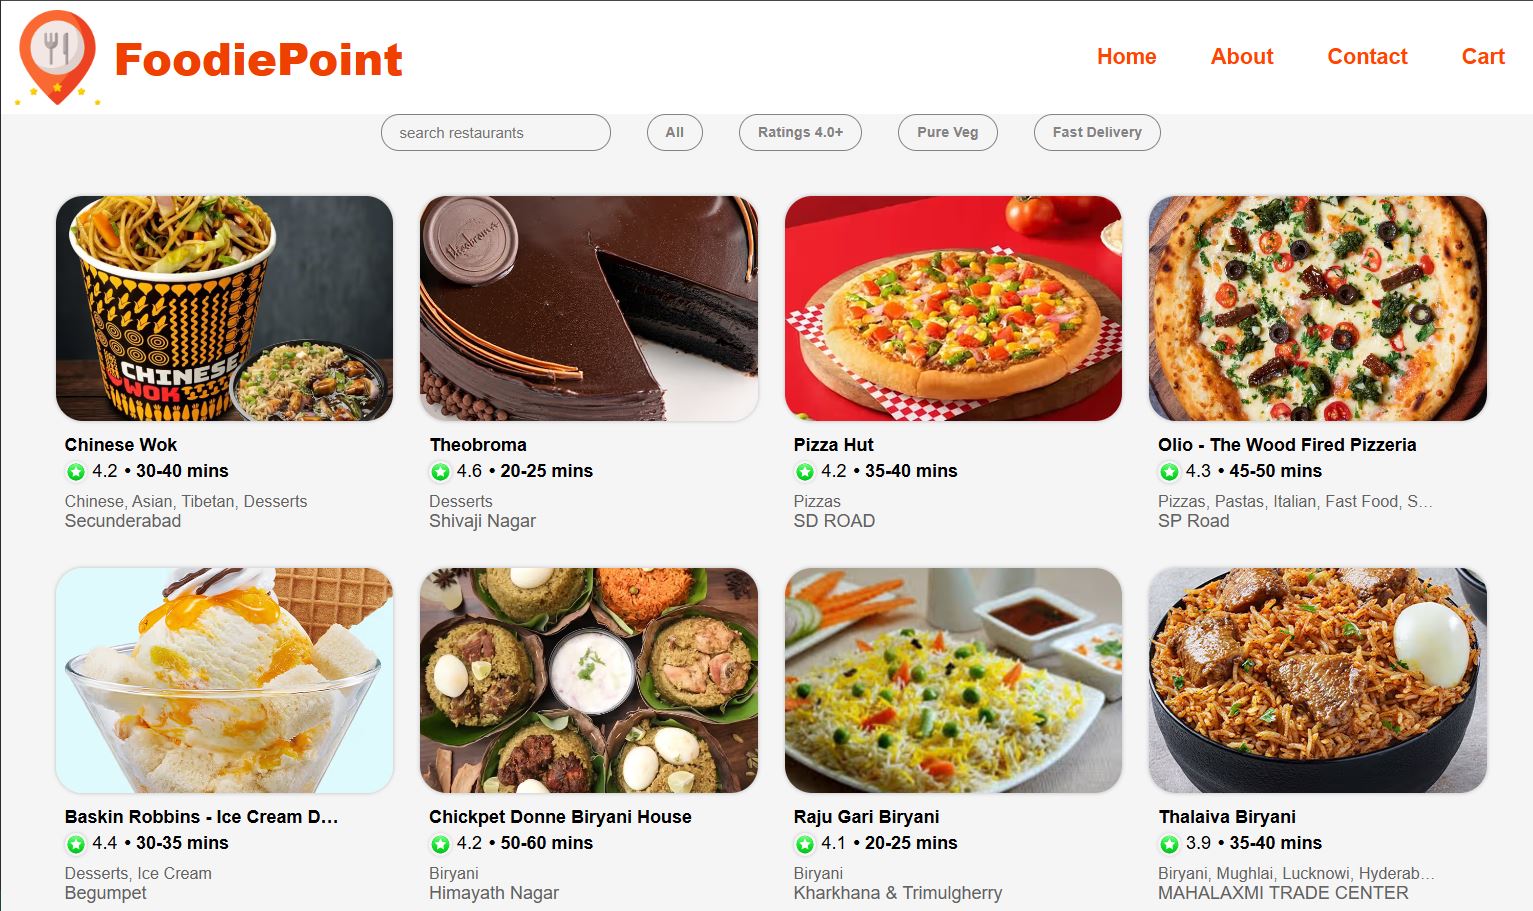 FoodiePoint
Home About Contact Cart
search restaurants All Ratings 4.0+ Pure Veg Fast Delivery
CHINESE
WOK
Theobroma
Chinese Wok
4.2 • 30-40 mins
Chinese, Asian, Tibetan, Desserts
Secunderabad
Theobroma
4.6 • 20-25 mins
Desserts
Shivaji Nagar
Pizza Hut
4.2 • 35-40 mins
Pizzas
SD ROAD
Olio - The Wood Fired Pizzeria
4.3 • 45-50 mins
Pizzas, Pastas, Italian, Fast Food, S...
SP Road
Baskin Robbins - Ice Cream D...
4.4 • 30-35 mins
Desserts, Ice Cream
Begumpet
Chickpet Donne Biryani House
4.2 • 50-60 mins
Biryani
Himayath Nagar
Raju Gari Biryani
4.1 • 20-25 mins
Biryani
Kharkhana & Trimulgherry
Thalaiva Biryani
3.9 • 35-40 mins
Biryani, Mughlai, Lucknowi, Hyderab...
MAHALAXMI TRADE CENTER